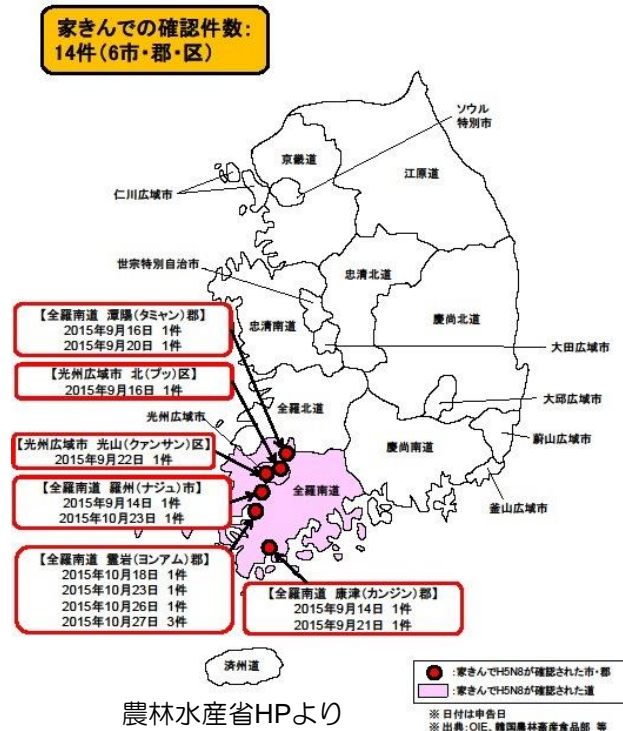 家きんでの確認件数:
14件(6市・郡・区)
ソウル
特別市
京畿道
江原道
仁川広域市
世宗特別自治市
忠清北道
忠清南道
慶尚北道
【全羅南道 潭陽(タミャン)郡】
2015年9月16日 1件
2015年9月20日 1件
大田広域市
【光州広域市 北(プッ)区】
2015年9月16日 1件
大邱広域市
全羅北道
光州広域市
慶尚南道
蔚山広域市
【光州広域市 光山(クァンサン)区】
2015年9月22日 1件
全羅南道
釜山広域市
【全羅南道 羅州(ナジュ)市】
2015年9月14日 1件
2015年10月23日 1件
【全羅南道 霊岩(ヨンアム)郡】
2015年10月18日 1件
2015年10月23日 1件
2015年10月26日 1件
2015年10月27日 3件
【全羅南道 康津(カンジン)郡】
2015年9月14日 1件
2015年9月21日 1件
済州道
:家きんでH5N8が確認された市・郡
:家きんでH5N8が確認された道
農林水産省HPより
※ 日付は申告日
※ 出典:OIE、韓国農林畜産食品部 等